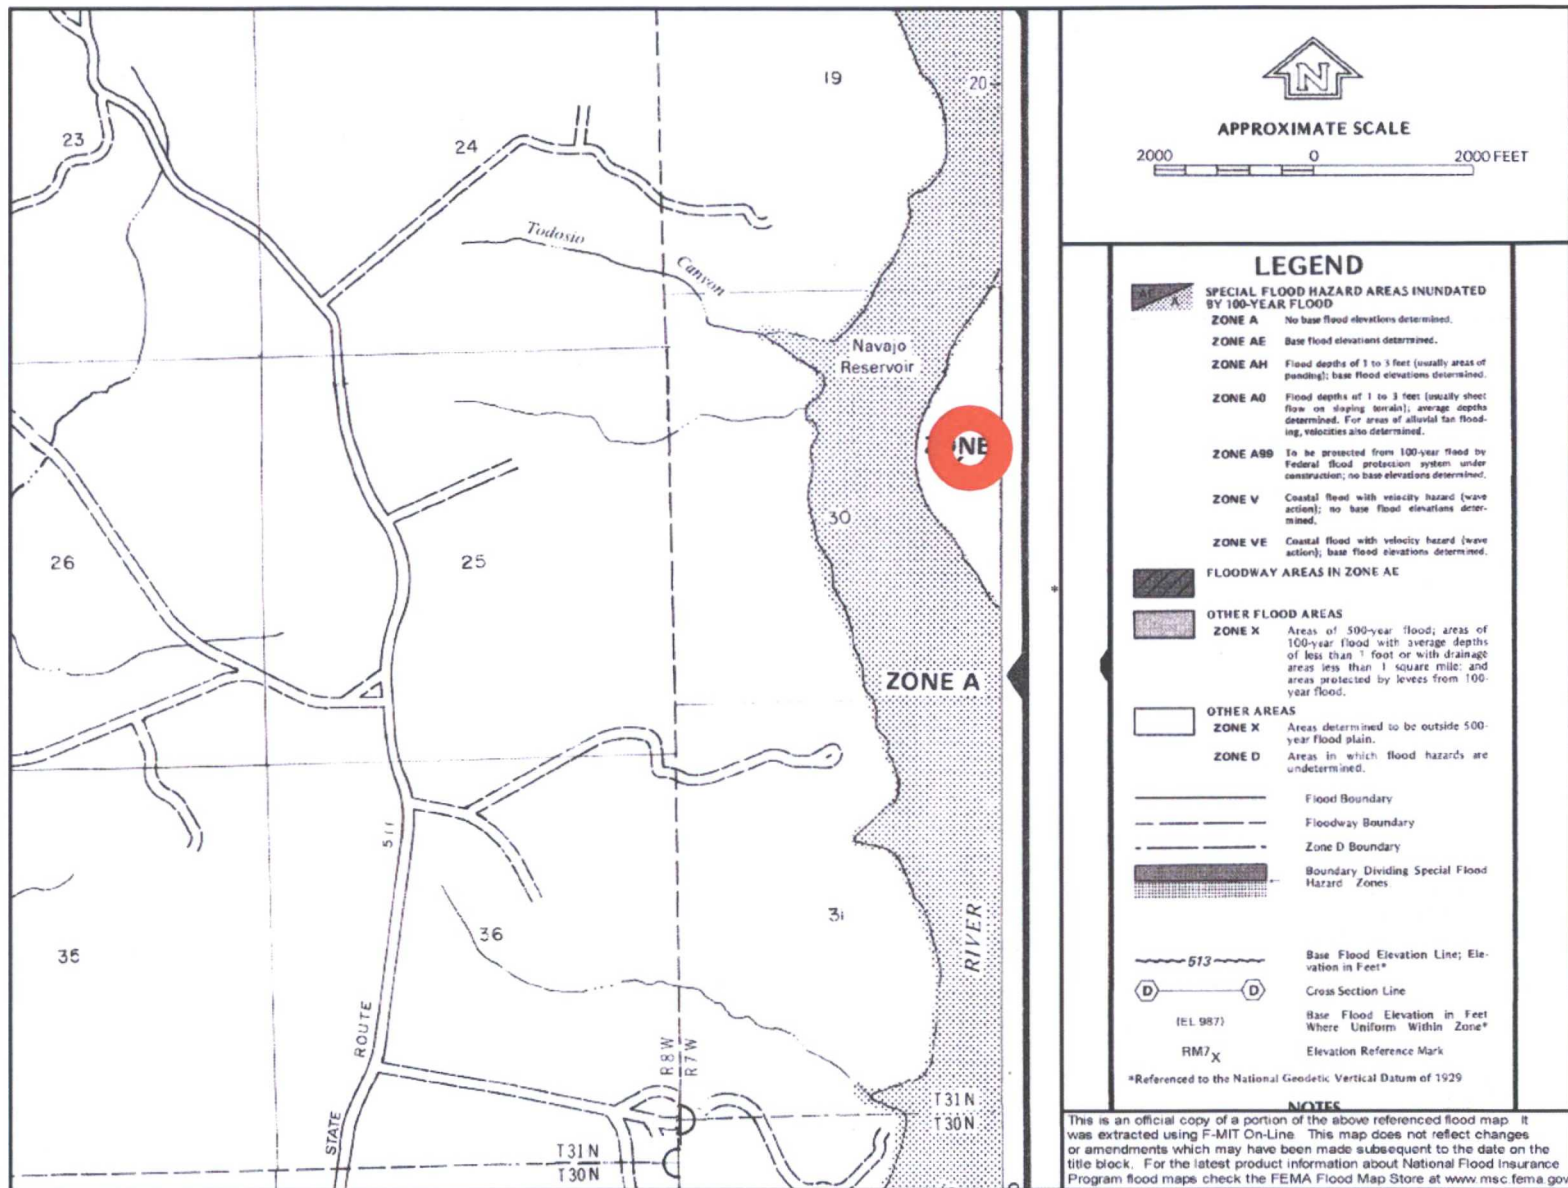 19
20
23
24
Todosio
Canyon
Navajo
Reservoir
30
26
25
ZONE A
511
31
36
35
RIVER
ROUTE
STATE
R 8 W
R 7 W
T 31 N
T 30 N
T 31 N
T 30 N
N
APPROXIMATE SCALE
2000 0 2000 FEET
LEGEND
SPECIAL FLOOD HAZARD AREAS INUNDATED
BY 100-YEAR FLOOD
ZONE A No base flood elevations determined.
ZONE AE Base flood elevations determined.
ZONE AH Flood depths of 1 to 3 feet (usually areas of
ponding); base flood elevations determined.
ZONE A0 Flood depths of 1 to 3 feet (usually sheet
flow on sloping terrain); average depths
determined. For areas of alluvial fan flood-
ing, velocities also determined.
ZONE A99 To be protected from 100-year flood by
Federal flood protection system under
construction; no base elevations determined.
ZONE V Coastal flood with velocity hazard (wave
action); no base flood elevations deter-
mined.
ZONE VE Coastal flood with velocity hazard (wave
action); base flood elevations determined.
FLOODWAY AREAS IN ZONE AE
OTHER FLOOD AREAS
ZONE X Areas of 500-year flood; areas of
100-year flood with average depths
of less than 1 foot or with drainage
areas less than 1 square mile; and
areas protected by levees from 100-
year flood.
OTHER AREAS
ZONE X Areas determined to be outside 500-
year flood plain.
ZONE D Areas in which flood hazards are
undetermined.
Flood Boundary
Floodway Boundary
Zone D Boundary
Boundary Dividing Special Flood
Hazard Zones
513 Base Flood Elevation Line; Ele-
vation in Feet*
D D Cross Section Line
(EL 987) Base Flood Elevation in Feet
Where Uniform Within Zone*
RM7X Elevation Reference Mark
*Referenced to the National Geodetic Vertical Datum of 1929
NOTES
This is an official copy of a portion of the above referenced flood map It
was extracted using F-MIT On-Line This map does not reflect changes
or amendments which may have been made subsequent to the date on the
title block. For the latest product information about National Flood Insurance
Program flood maps check the FEMA Flood Map Store at www.msc.fema.gov